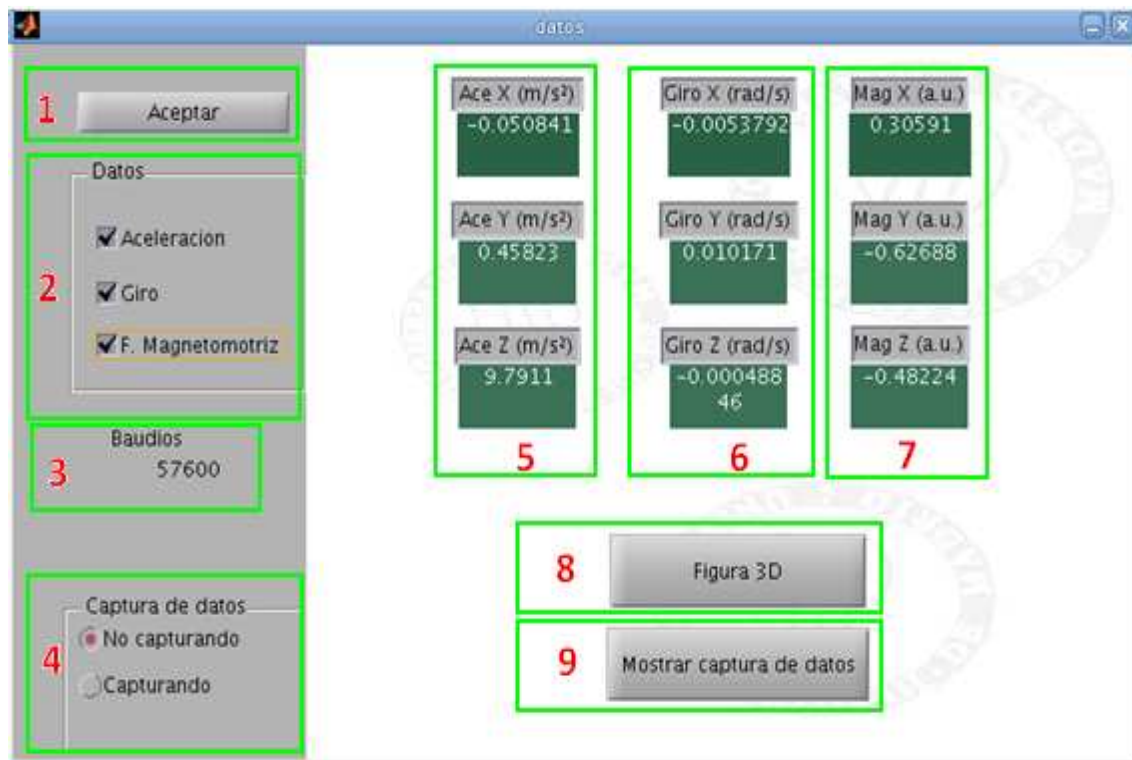 datos
1
Aceptar
2
Datos
Aceleracion
Giro
F. Magnetomotriz
3
Baudios
57600
4
Captura de datos
No capturando
Capturando
Ace X (m/s²)
-0.050841
Ace Y (m/s²)
0.45823
Ace Z (m/s²)
9.7911
5
Giro X (rad/s)
-0.0053792
Giro Y (rad/s)
0.010171
Giro Z (rad/s)
-0.000488
46
6
Mag X (a.u.)
0.30591
Mag Y (a.u.)
-0.62688
Mag Z (a.u.)
-0.48224
7
8
Figura 3D
9
Mostrar captura de datos